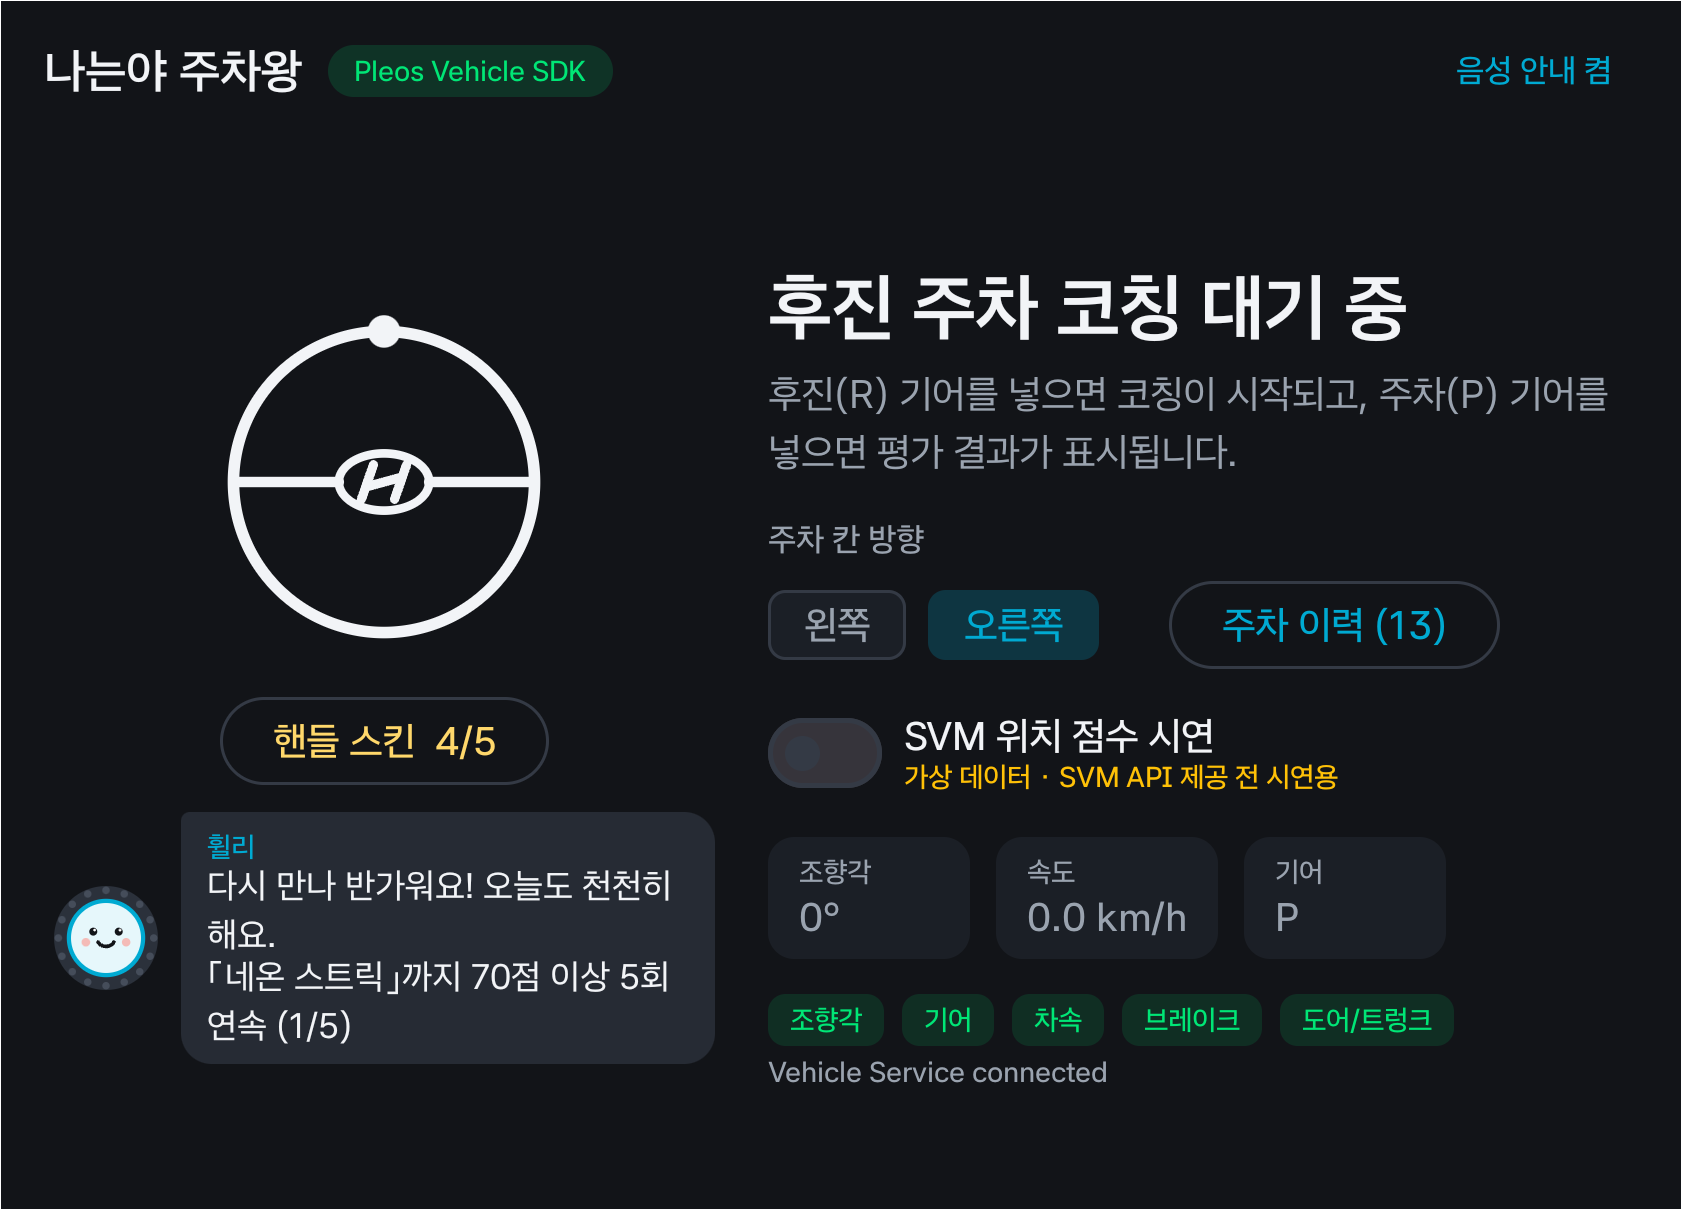 나는야 주차왕
Pleos Vehicle SDK
음성 안내 켬
후진 주차 코칭 대기 중
후진(R) 기어를 넣으면 코칭이 시작되고, 주차(P) 기어를
넣으면 평가 결과가 표시됩니다.
주차 칸 방향
왼쪽
오른쪽
주차 이력 (13)
핸들 스킨 4/5
SVM 위치 점수 시연
가상 데이터 · SVM API 제공 전 시연용
휠리
다시 만나 반가워요! 오늘도 천천히
해요.
「네온 스트릭」까지 70점 이상 5회
연속 (1/5)
조향각
0°
속도
0.0 km/h
기어
P
조향각
기어
차속
브레이크
도어/트렁크
Vehicle Service connected